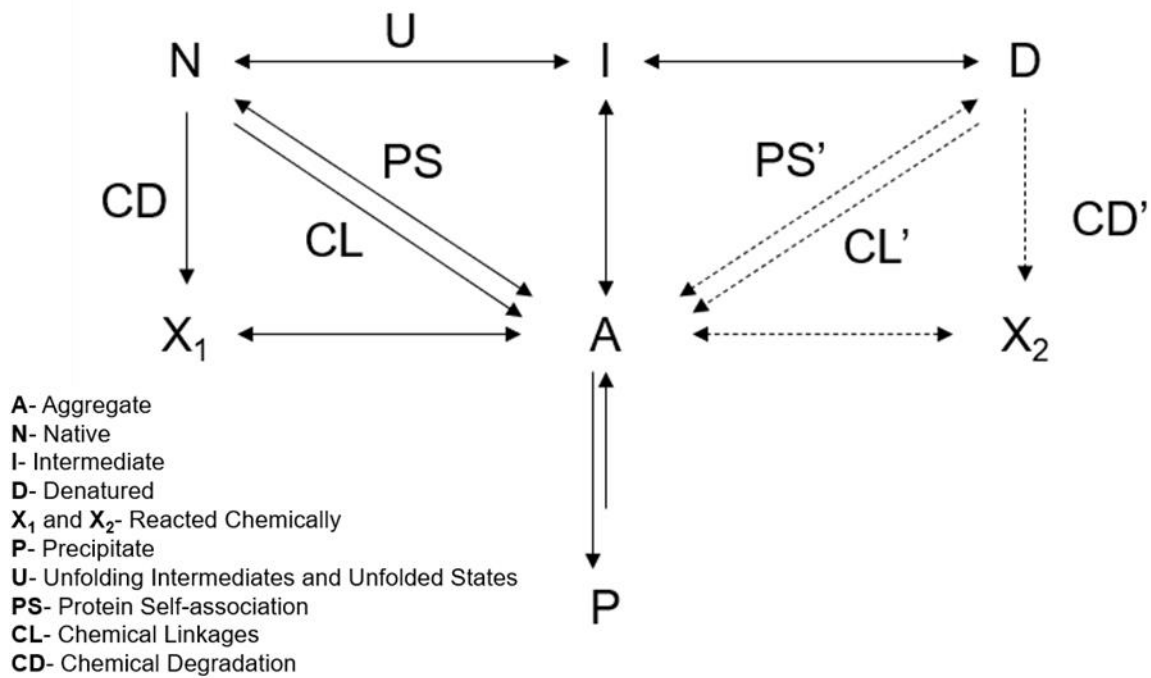 U
N I D
PS PS’
CD CL CL’ CD’
X₁ A X₂
A- Aggregate
N- Native
I- Intermediate
D- Denatured
X₁ and X₂- Reacted Chemically
P- Precipitate
U- Unfolding Intermediates and Unfolded States
PS- Protein Self-association
CL- Chemical Linkages
CD- Chemical Degradation
P